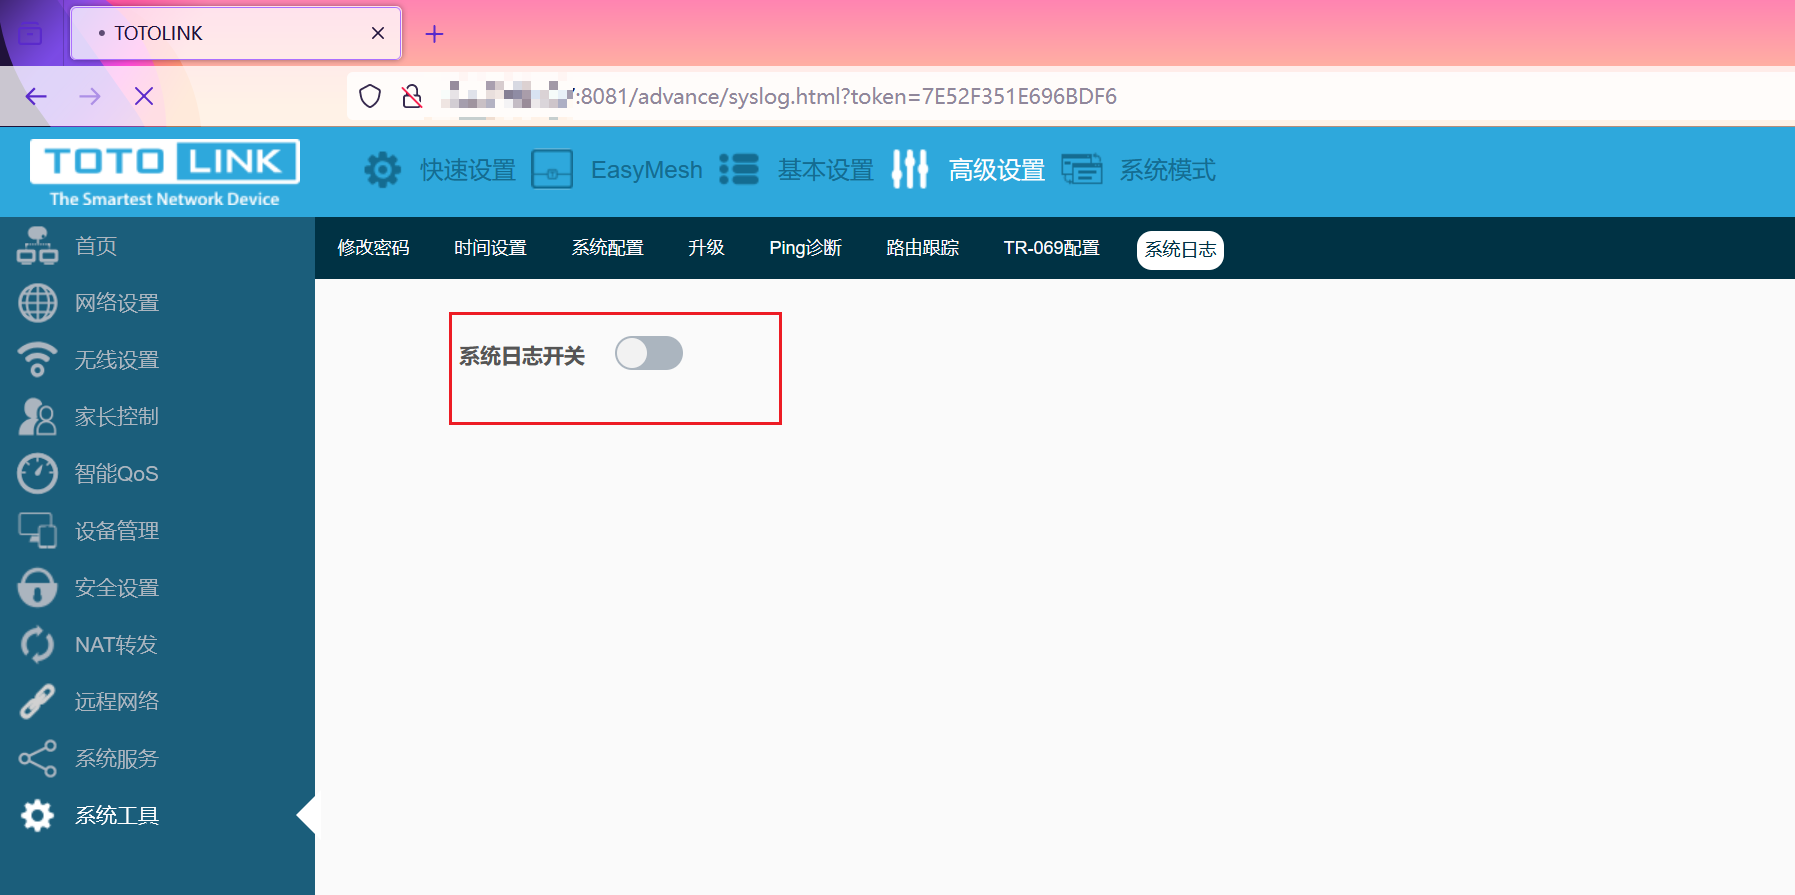 TOTOLINK
:8081/advance/syslog.html?token=7E52F351E696BDF6
TOTO LINK
The Smartest Network Device
快速设置 EasyMesh 基本设置 高级设置 系统模式
修改密码 时间设置 系统配置 升级 Ping诊断 路由跟踪 TR-069配置 系统日志
首页
网络设置
无线设置
家长控制
智能QoS
设备管理
安全设置
NAT转发
远程网络
系统服务
系统工具
系统日志开关